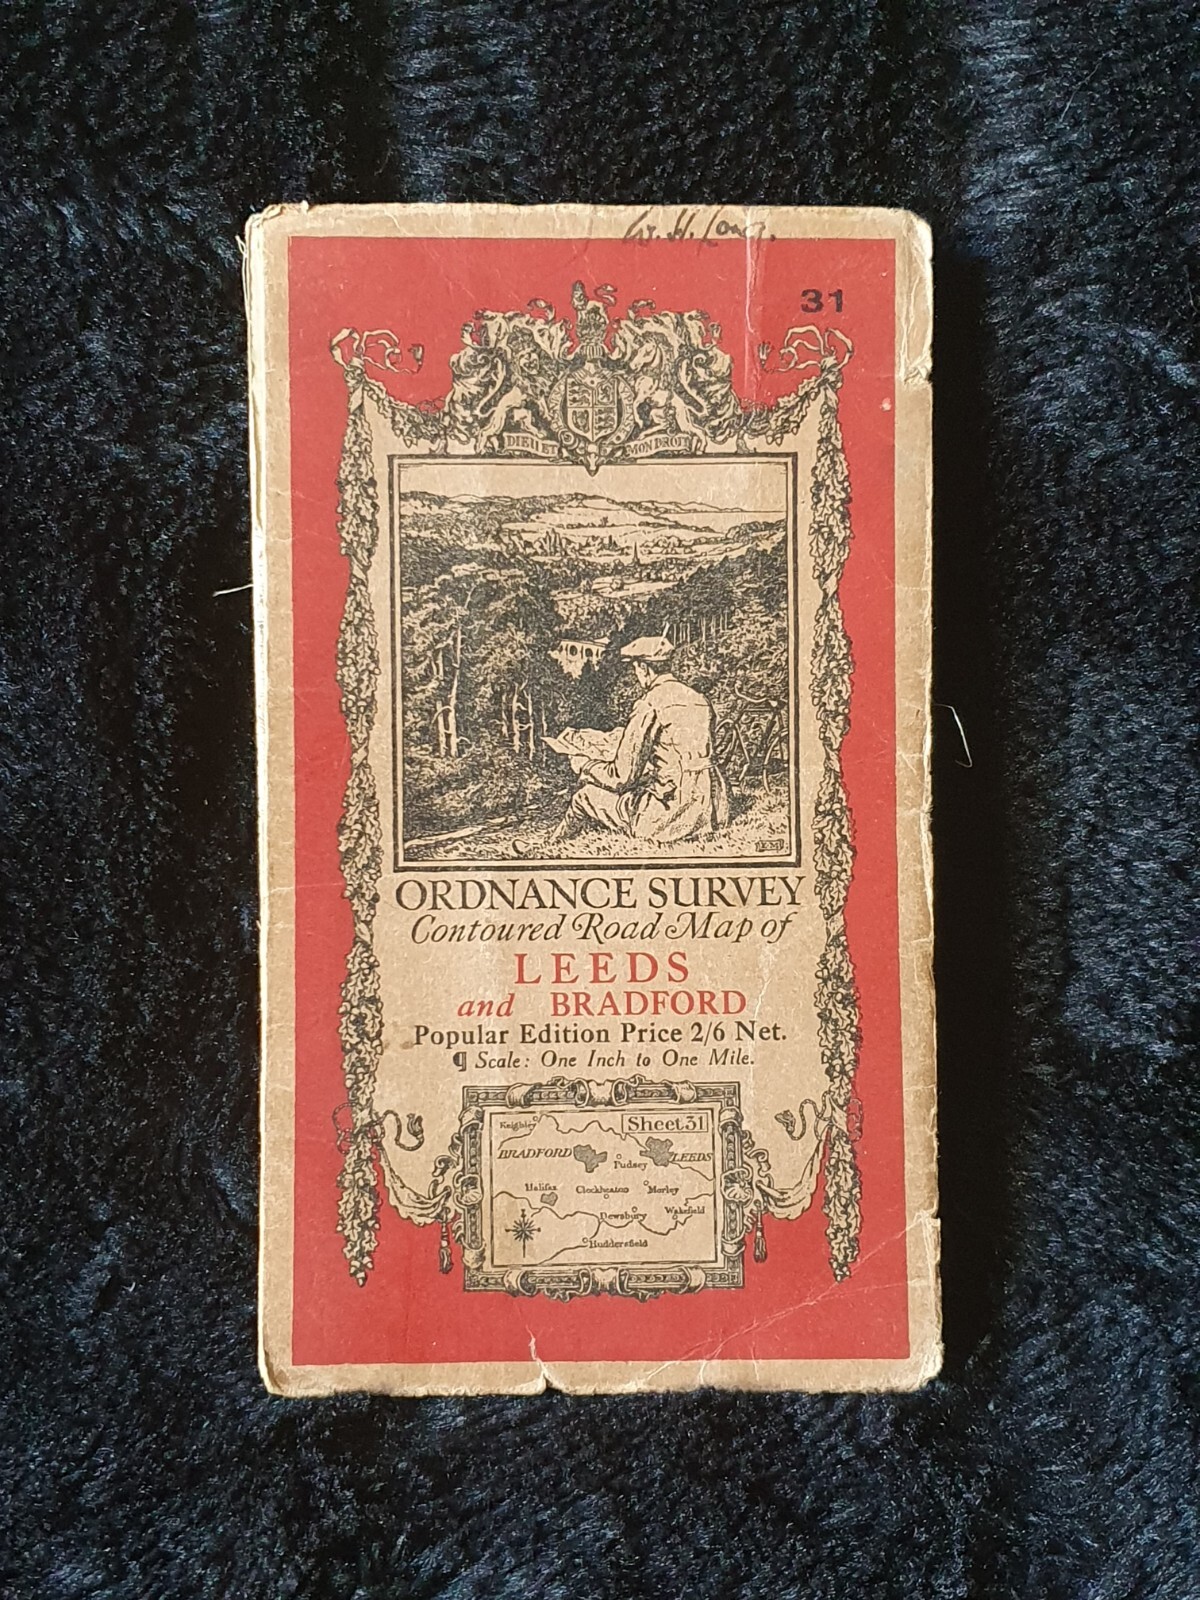 31
DIEU ET MON DROIT
ORDNANCE SURVEY
Contoured Road Map of
LEEDS
and BRADFORD
Popular Edition Price 2/6 Net.
¶ Scale: One Inch to One Mile.
Keighley
Sheet 31
BRADFORD
LEEDS
Pudsey
Halifax
Cleckheaton
Morley
Dewsbury
Wakefield
Huddersfield